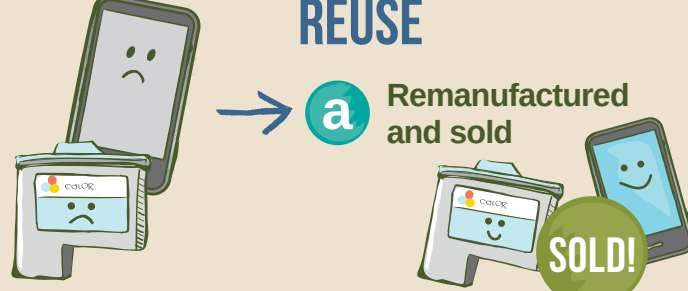 REUSE
a
Remanufactured
and sold
COLOR
COLOR
SOLD!